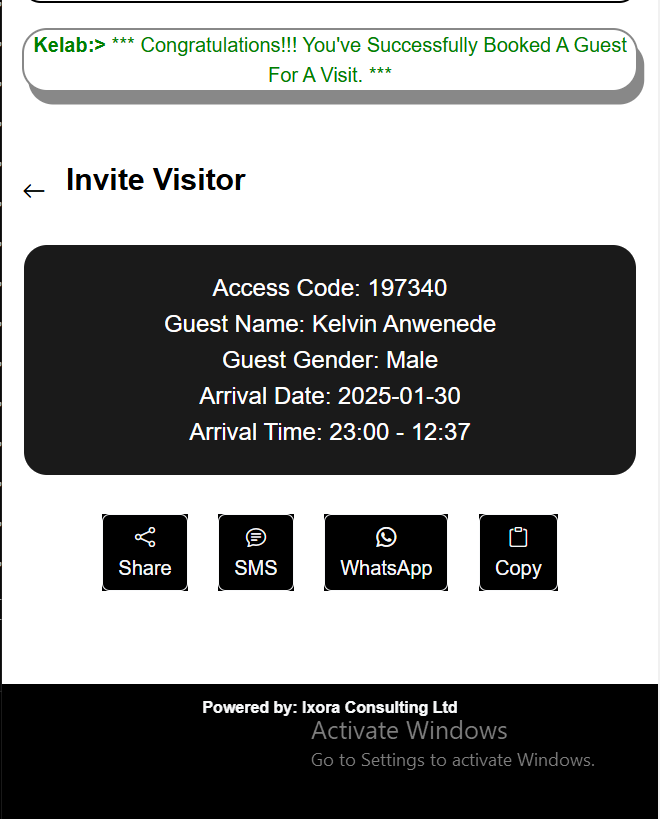 Kelab:> *** Congratulations!!! You've Successfully Booked A Guest
For A Visit. ***
Invite Visitor
Access Code: 197340
Guest Name: Kelvin Anwenede
Guest Gender: Male
Arrival Date: 2025-01-30
Arrival Time: 23:00 - 12:37
Share
SMS
WhatsApp
Copy
Powered by: Ixora Consulting Ltd
Activate Windows
Go to Settings to activate Windows.